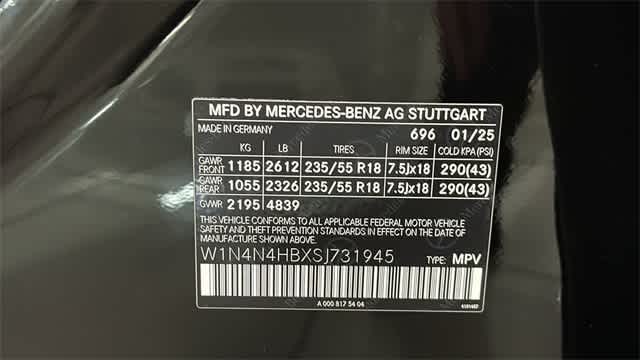 MFD BY MERCEDES-BENZ AG STUTTGART
MADE IN GERMANY 696 01/25
KG LB TIRES RIM SIZE COLD KPA (PSI)
GAWR FRONT 1185 2612 235/55 R18 7.5Jx18 290(43)
GAWR REAR 1055 2326 235/55 R18 7.5Jx18 290(43)
GVWR 2195 4839
THIS VEHICLE CONFORMS TO ALL APPLICABLE FEDERAL MOTOR VEHICLE
SAFETY, BUMPER, AND THEFT PREVENTION STANDARDS IN EFFECT
ON THE DATE OF MANUFACTURE SHOWN ABOVE.
W1N4N4HBXSJ731945 TYPE: MPV
A 000 817 54 04